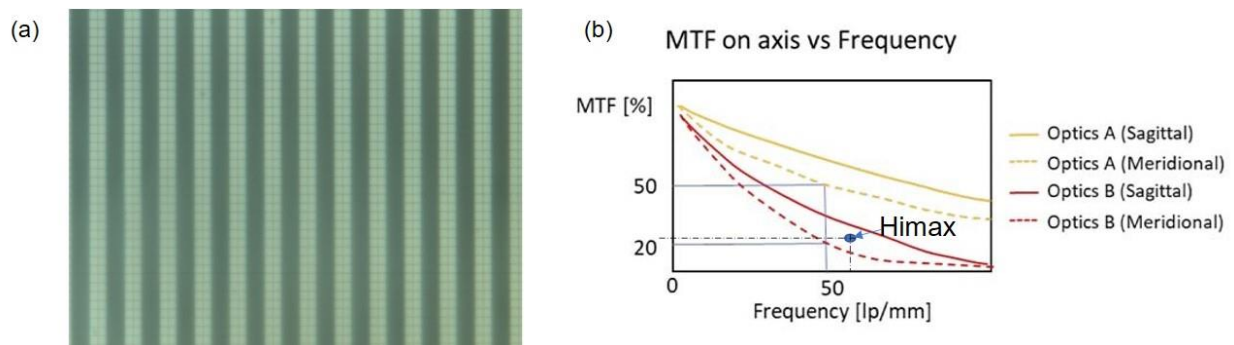 (a)
(b)
MTF on axis vs Frequency
MTF [%]
50
20
0
50
Frequency [lp/mm]
Himax
Optics A (Sagittal)
Optics A (Meridional)
Optics B (Sagittal)
Optics B (Meridional)